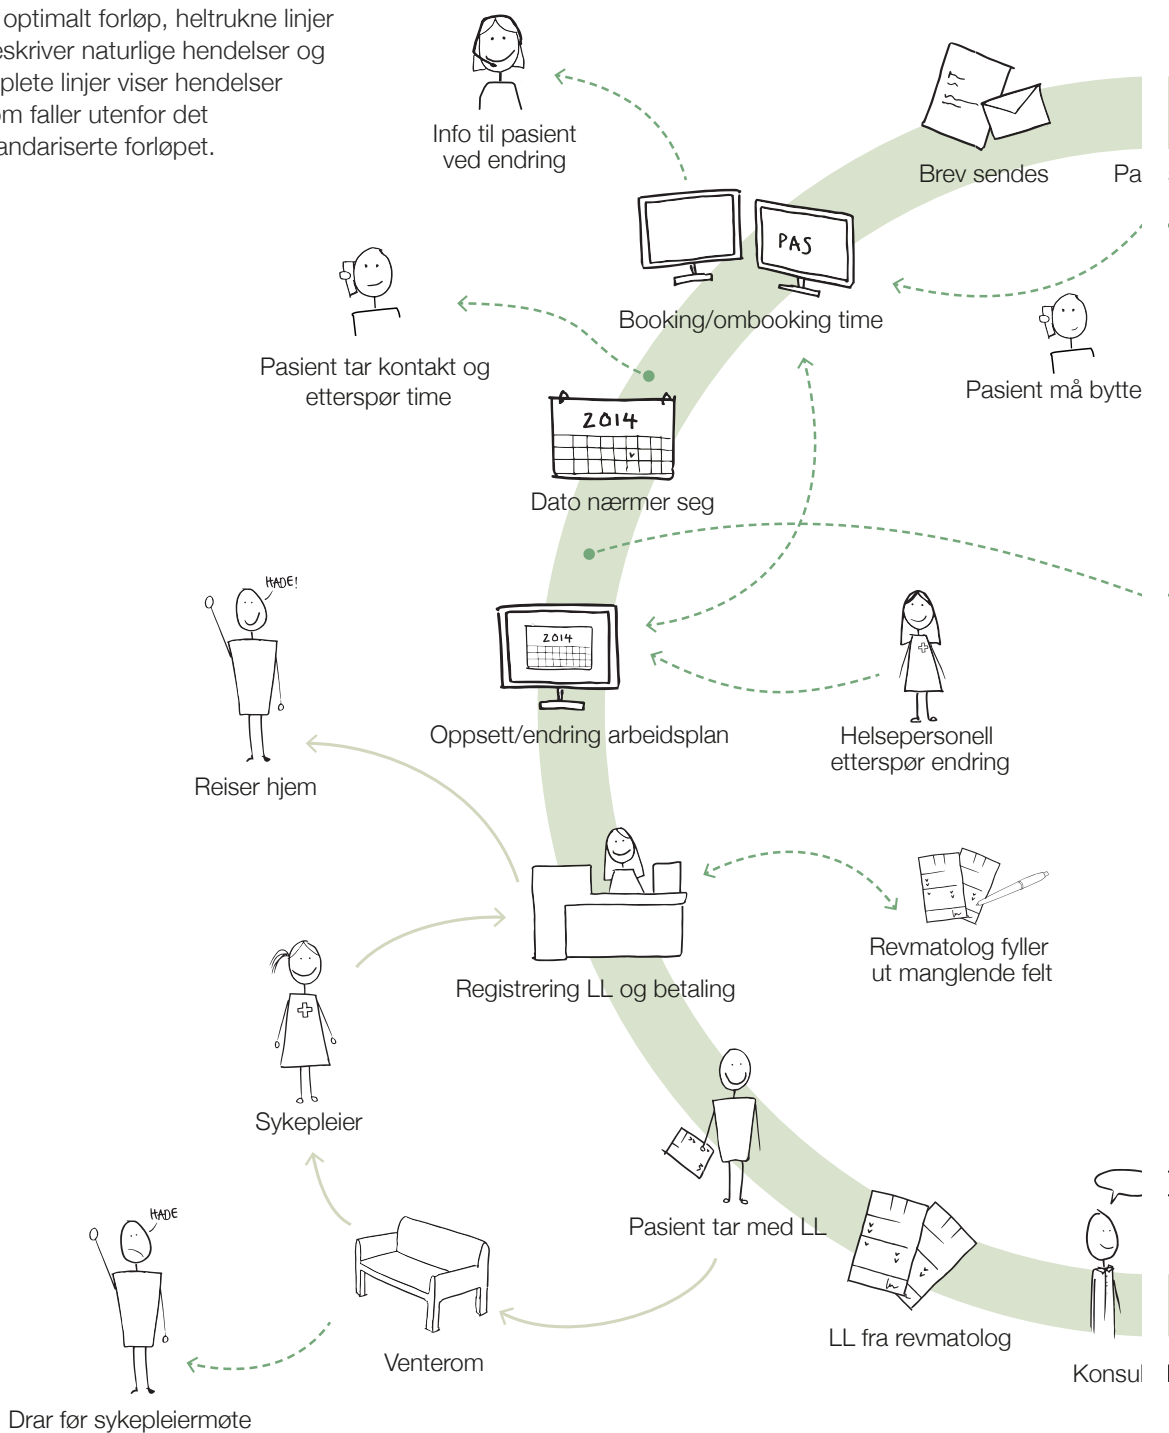 optimalt forløp, heltrukne linjer
eskriver naturlige hendelser og
plete linjer viser hendelser
om faller utenfor det
andariserte forløpet.
Info til pasient
ved endring
Brev sendes
Pa
PAS
Booking/ombooking time
Pasient tar kontakt og
etterspør time
Pasient må bytte
2014
Dato nærmer seg
HADE!
2014
Oppsett/endring arbeidsplan
Helsepersonell
etterspør endring
Reiser hjem
Revmatolog fyller
ut manglende felt
Registrering LL og betaling
Sykepleier
HADE
Pasient tar med LL
LL fra revmatolog
Venterom
Konsul
Drar før sykepleiermøte